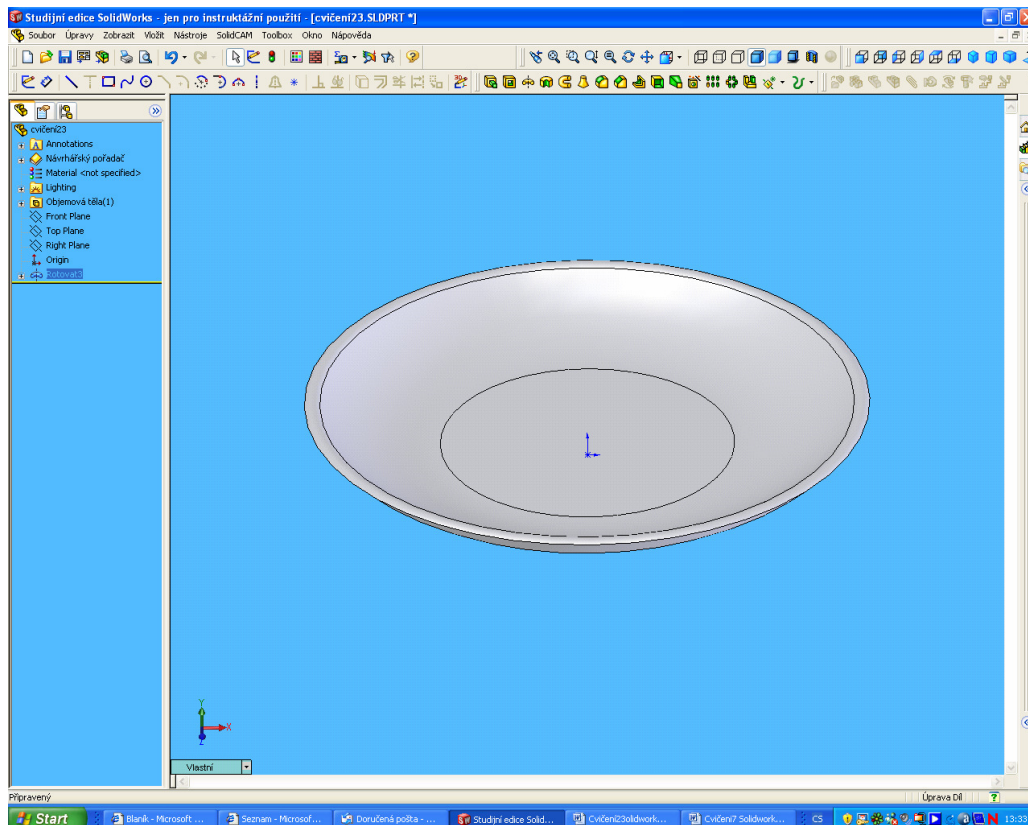 Studijní edice SolidWorks - jen pro instruktážní použití - [cvičení23.SLDPRT *]
Soubor Úpravy Zobrazit Vložit Nástroje SolidCAM Toolbox Okno Nápověda
cvičení23
Annotations
Návrhářský pořadač
Material <not specified>
Lighting
Objemová těla(1)
Front Plane
Top Plane
Right Plane
Origin
Rotovat3
Y
X
Z
Vlastní
Připravený
Úprava Díl
Start
Blaník - Microsoft ...
Seznam - Microsof...
Doručená pošta - ...
Studijní edice Solid...
Cvičení23olidwork...
Cvičení7 Solidwork...
CS
13:33